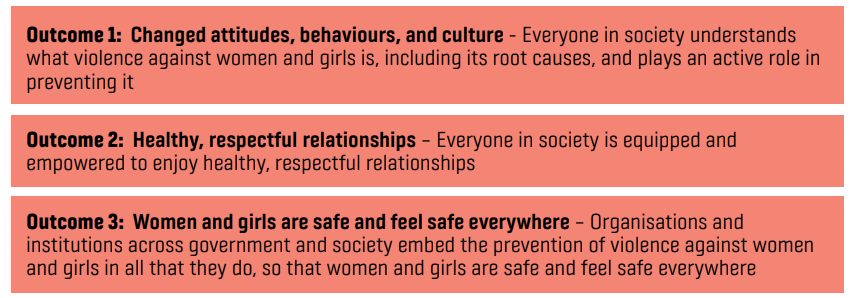 Outcome 1: Changed attitudes, behaviours, and culture - Everyone in society understands
what violence against women and girls is, including its root causes, and plays an active role in
preventing it
Outcome 2: Healthy, respectful relationships – Everyone in society is equipped and
empowered to enjoy healthy, respectful relationships
Outcome 3: Women and girls are safe and feel safe everywhere – Organisations and
institutions across government and society embed the prevention of violence against women
and girls in all that they do, so that women and girls are safe and feel safe everywhere